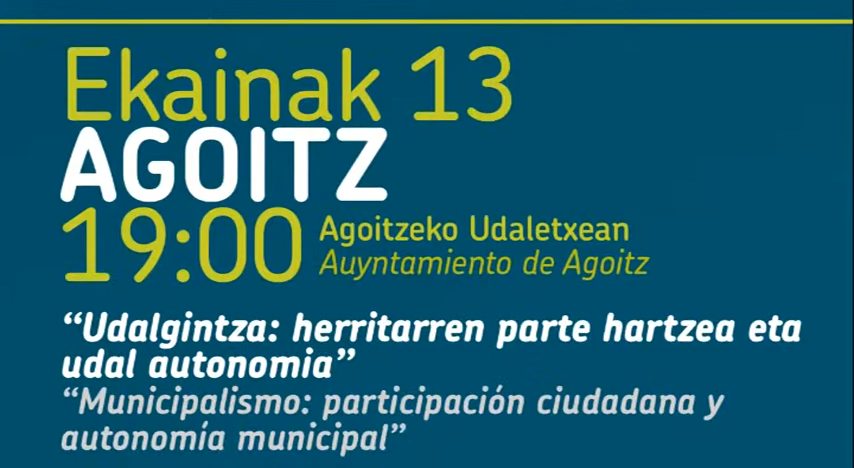 Ekainak 13
AGOITZ
19:00 Agoitzeko Udaletxean
Auyntamiento de Agoitz
“Udalgintza: herritarren parte hartzea eta
udal autonomia”
“Municipalismo: participación ciudadana y
autonomía municipal”